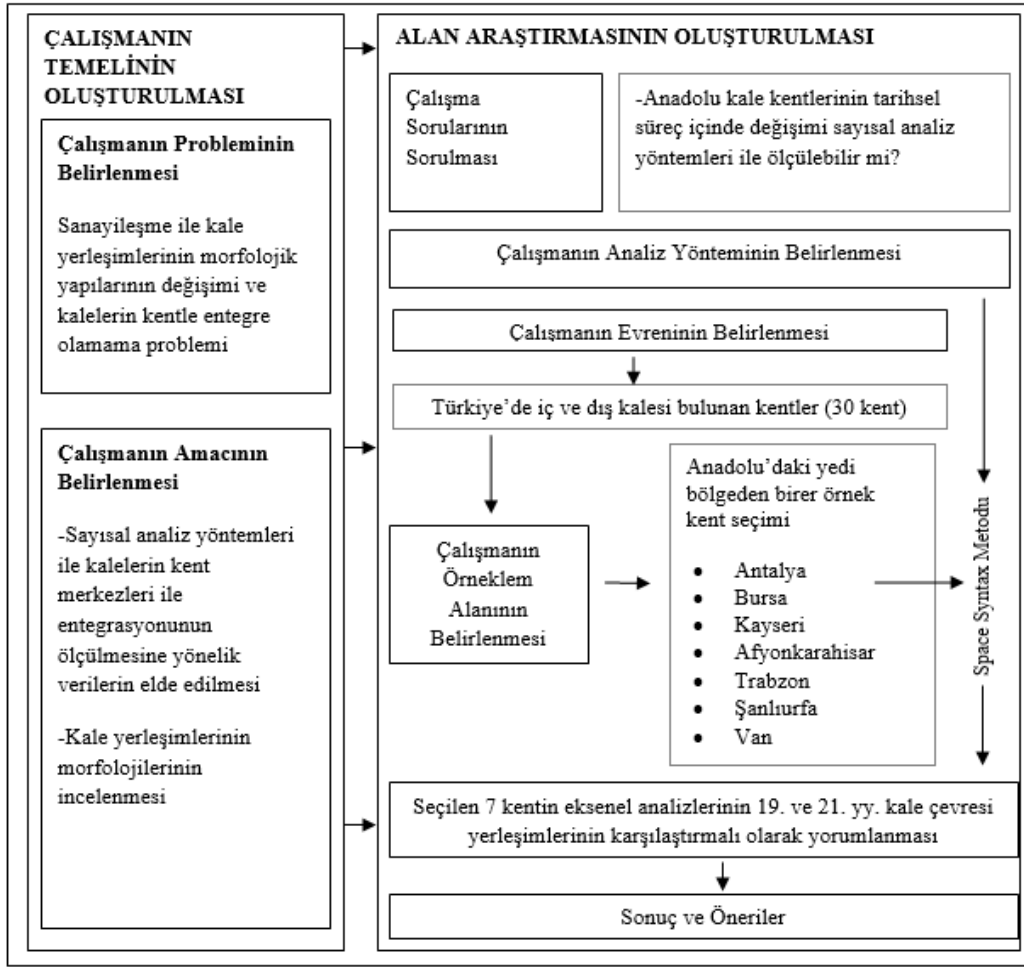 ÇALIŞMANIN
TEMELİNİN
OLUŞTURULMASI
Çalışmanın Probleminin
Belirlenmesi
Sanayileşme ile kale
yerleşimlerinin morfolojik
yapılarının değişimi ve
kalelerin kentle entegre
olamama problemi
Çalışmanın Amacının
Belirlenmesi
-Sayısal analiz yöntemleri
ile kalelerin kent
merkezleri ile
entegrasyonunun
ölçülmesine yönelik
verilerin elde edilmesi
-Kale yerleşimlerinin
morfolojilerinin
incelenmesi
ALAN ARAŞTIRMASININ OLUŞTURULMASI
Çalışma
Sorularının
Sorulması
-Anadolu kale kentlerinin tarihsel
süreç içinde değişimi sayısal analiz
yöntemleri ile ölçülebilir mi?
Çalışmanın Analiz Yönteminin Belirlenmesi
Çalışmanın Evreninin Belirlenmesi
Türkiye’de iç ve dış kalesi bulunan kentler (30 kent)
Çalışmanın
Örneklem
Alanının
Belirlenmesi
Anadolu’daki yedi
bölgeden birer örnek
kent seçimi
• Antalya
• Bursa
• Kayseri
• Afyonkarahisar
• Trabzon
• Şanlıurfa
• Van
Space Syntax Metodu
Seçilen 7 kentin eksenel analizlerinin 19. ve 21. yy. kale çevresi
yerleşimlerinin karşılaştırmalı olarak yorumlanması
Sonuç ve Öneriler